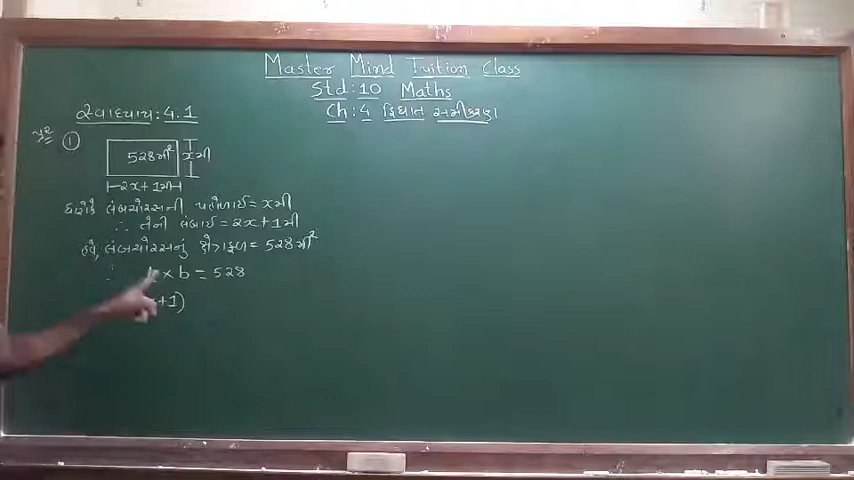 Master Mind Tuition Class
Std:10 Maths
Ch:4 દ્વિઘાત સમીકરણ
સ્વાધ્યાય:4.1
પ્ર૨ ①
528મી² xમી
2x+1મી
ધારોકે લંબચોરસની પહોળાઈ = xમી
∴ તેની લંબાઈ = 2x+1મી
હવે, લંબચોરસનું ક્ષેત્રફળ = 528મી²
∴ × b = 528
+1)